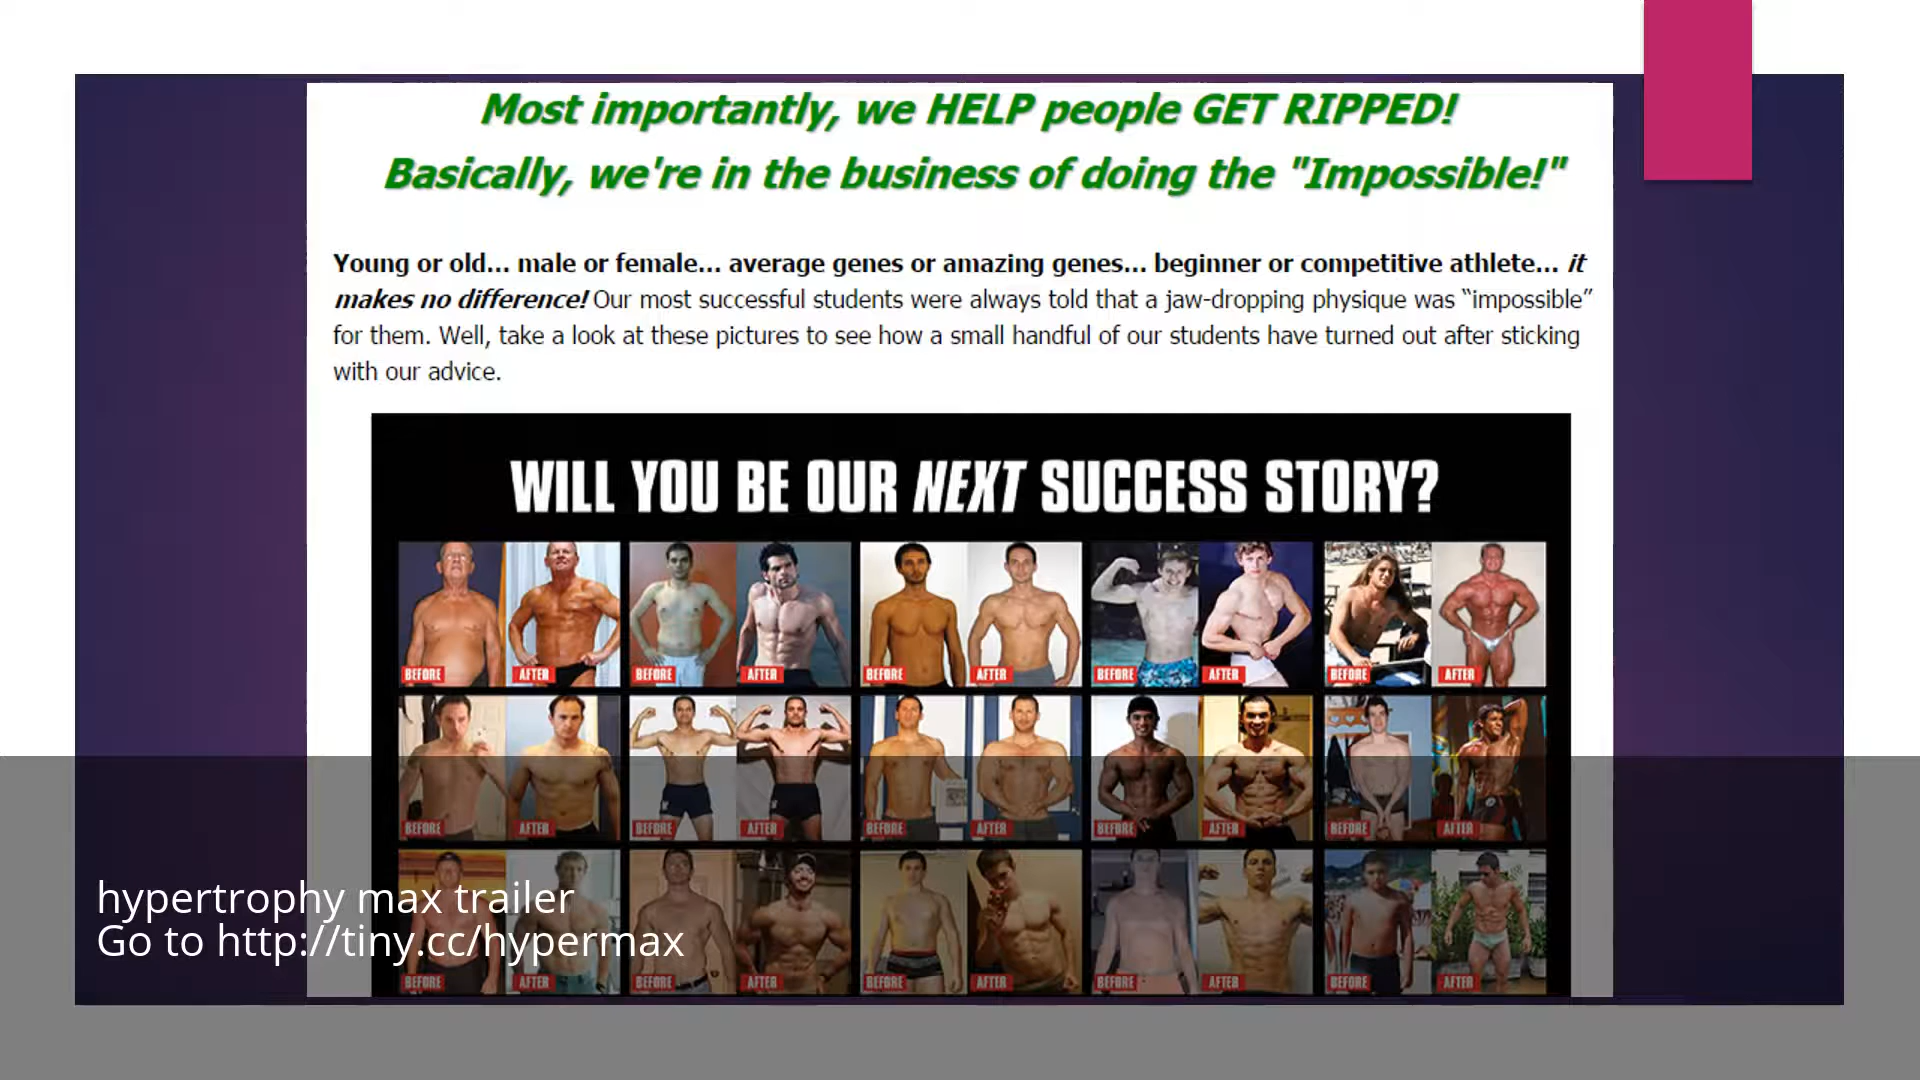 Most importantly, we HELP people GET RIPPED!
Basically, we're in the business of doing the "Impossible!"
Young or old... male or female... average genes or amazing genes... beginner or competitive athlete... it
makes no difference! Our most successful students were always told that a jaw-dropping physique was “impossible”
for them. Well, take a look at these pictures to see how a small handful of our students have turned out after sticking
with our advice.
WILL YOU BE OUR NEXT SUCCESS STORY?
BEFORE AFTER BEFORE AFTER BEFORE AFTER BEFORE AFTER BEFORE AFTER
BEFORE AFTER BEFORE AFTER BEFORE AFTER BEFORE AFTER BEFORE AFTER
hypertrophy max trailer
Go to http://tiny.cc/hypermax
BEFORE AFTER BEFORE AFTER BEFORE AFTER BEFORE AFTER BEFORE AFTER